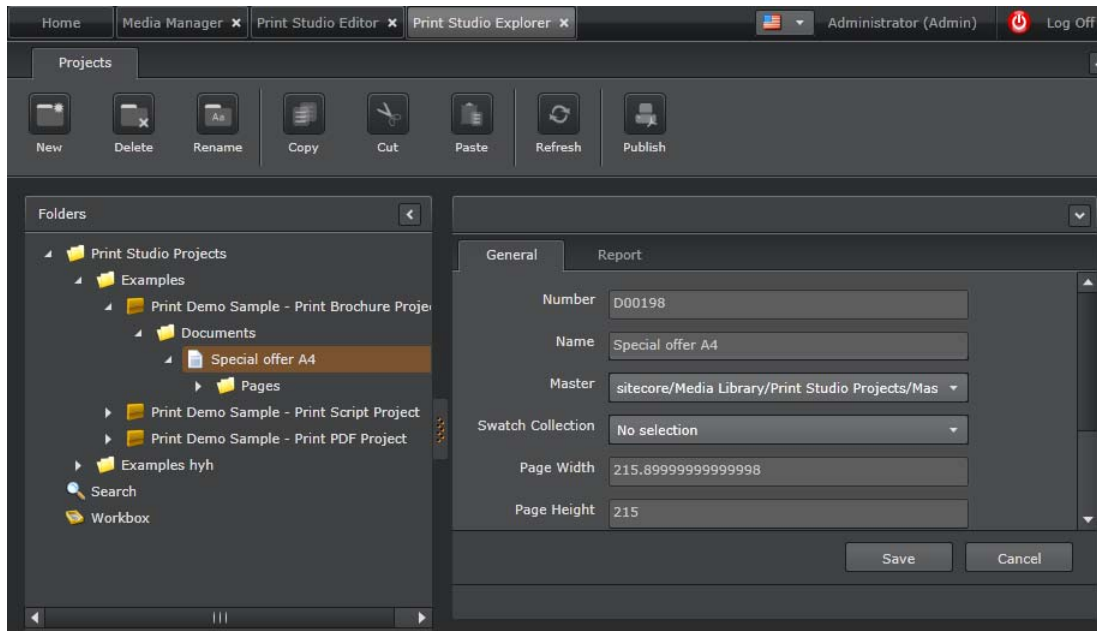 Home Media Manager × Print Studio Editor × Print Studio Explorer × Administrator (Admin) Log Off
Projects
New Delete Rename Copy Cut Paste Refresh Publish
Folders
Print Studio Projects
Examples
Print Demo Sample - Print Brochure Proje
Documents
Special offer A4
Pages
Print Demo Sample - Print Script Project
Print Demo Sample - Print PDF Project
Examples hyh
Search
Workbox
General Report
Number D00198
Name Special offer A4
Master sitecore/Media Library/Print Studio Projects/Mas
Swatch Collection No selection
Page Width 215.89999999999998
Page Height 215
Save Cancel